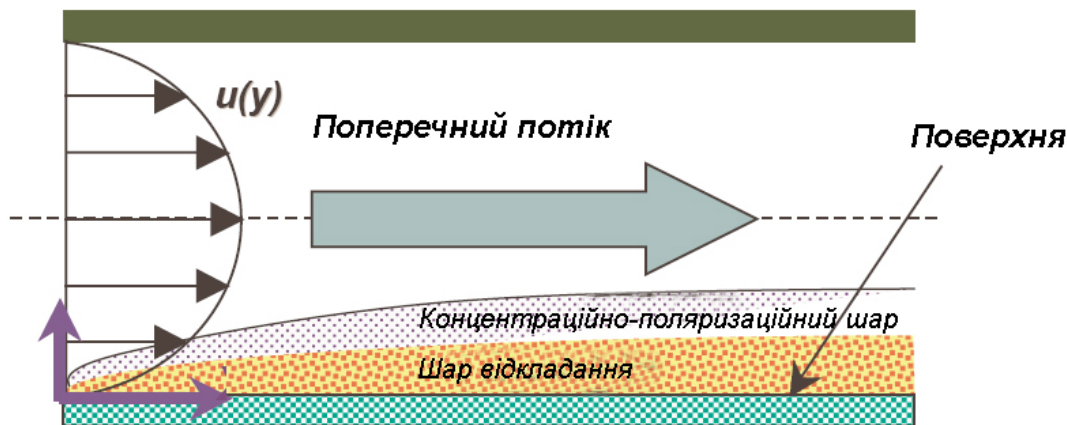 u(y)
Поперечний потік
Поверхня
Концентраційно-поляризаційний шар
Шар відкладання